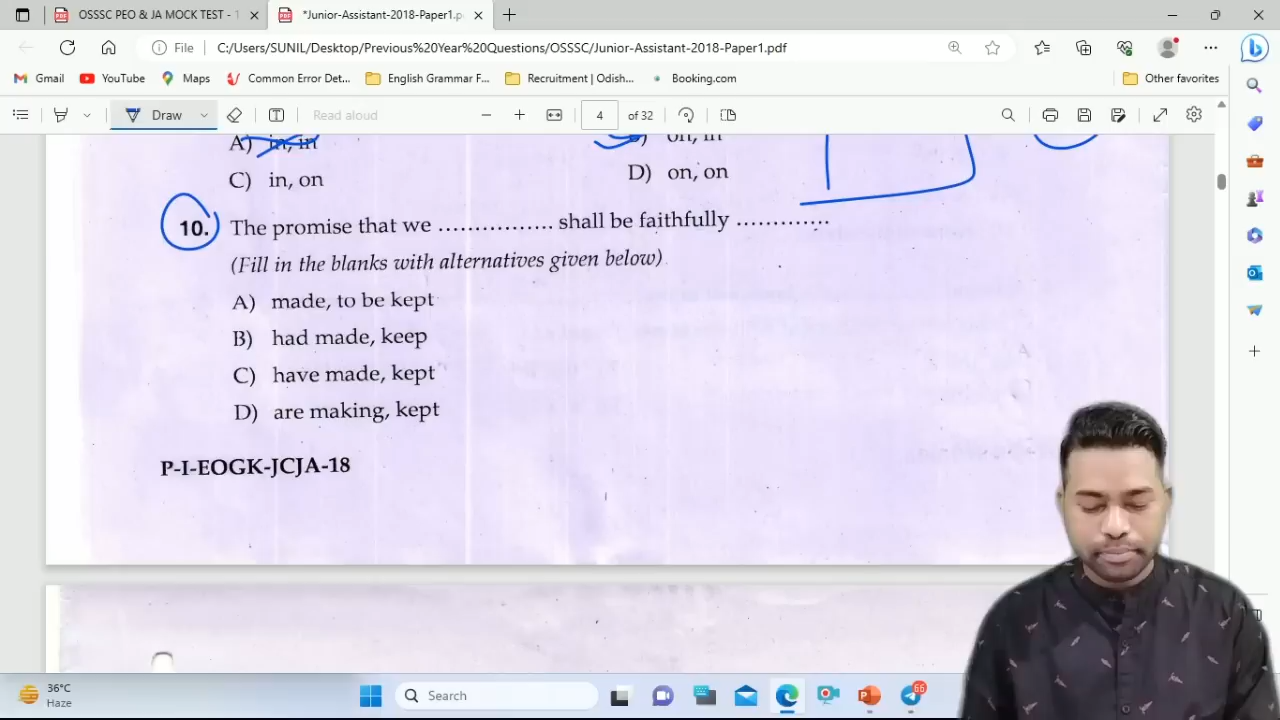 OSSSC PEO & JA MOCK TEST - 1
*Junior-Assistant-2018-Paper1.p
File
C:/Users/SUNIL/Desktop/Previous%20Year%20Questions/OSSSC/Junior-Assistant-2018-Paper1.pdf
Gmail
YouTube
Maps
Common Error Det...
English Grammar F...
Recruitment | Odish...
Booking.com
Other favorites
Draw
Read aloud
4
of 32
A) in, in
on, in
C) in, on
D) on, on
10. The promise that we ................ shall be faithfully .............
(Fill in the blanks with alternatives given below)
A) made, to be kept
B) had made, keep
C) have made, kept
D) are making, kept
P-I-EOGK-JCJA-18
36°C
Haze
Search
66